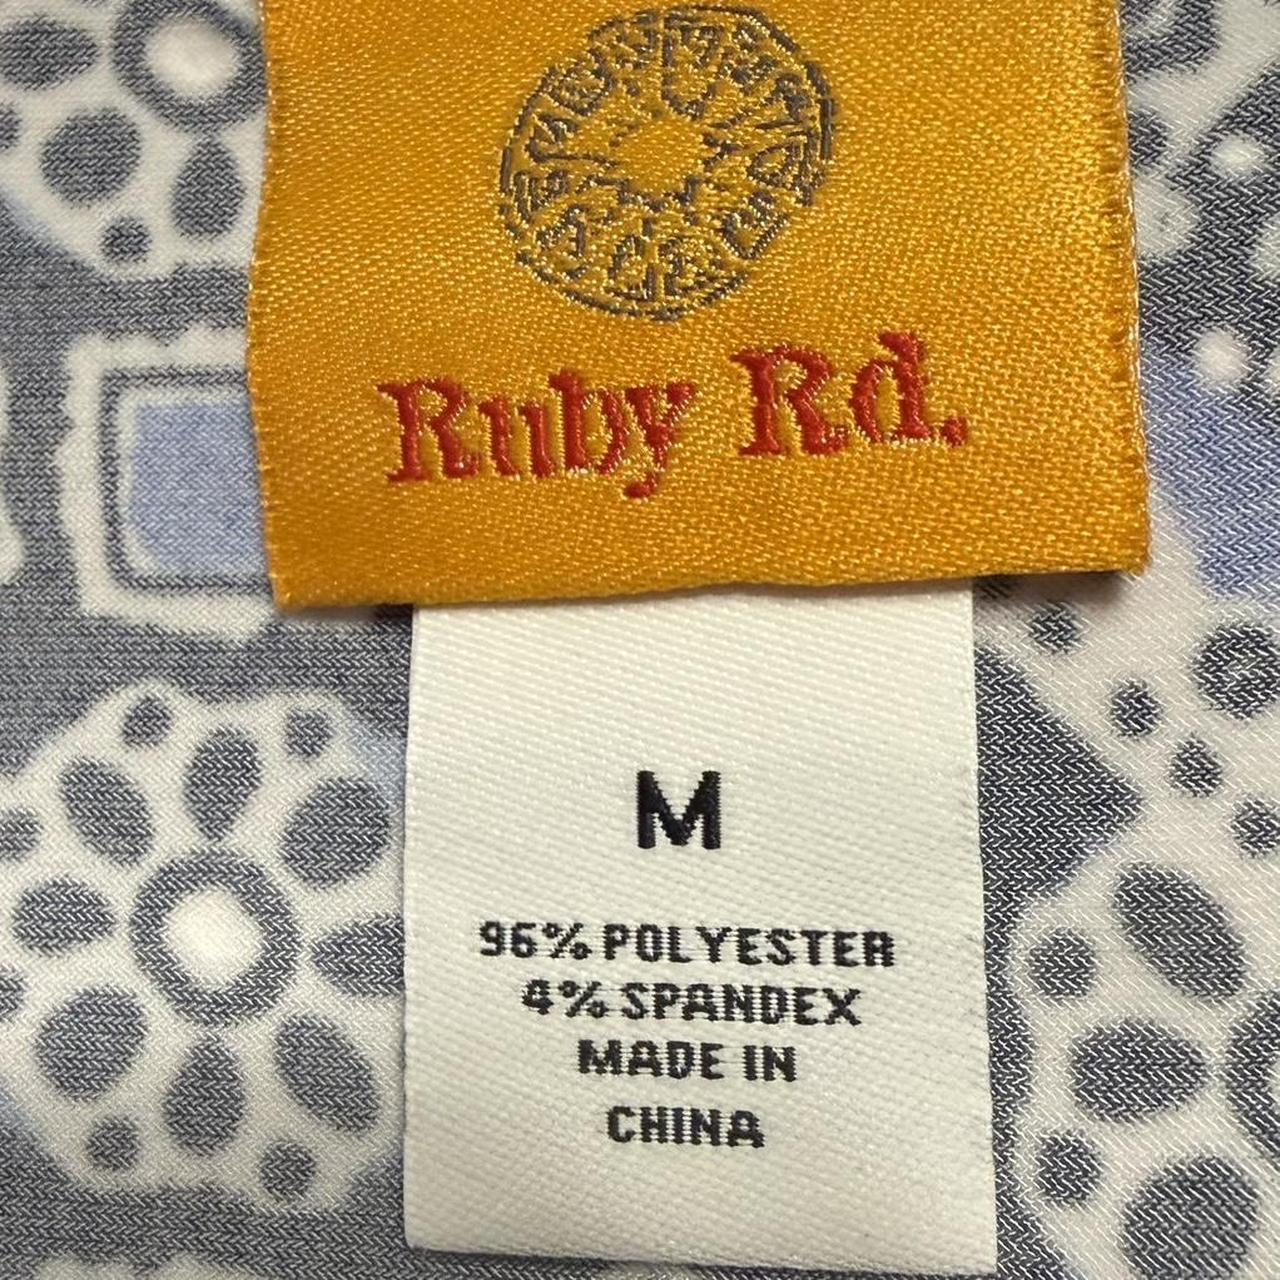 Ruby Rd.
M
96% POLYESTER
4% SPANDEX
MADE IN
CHINA